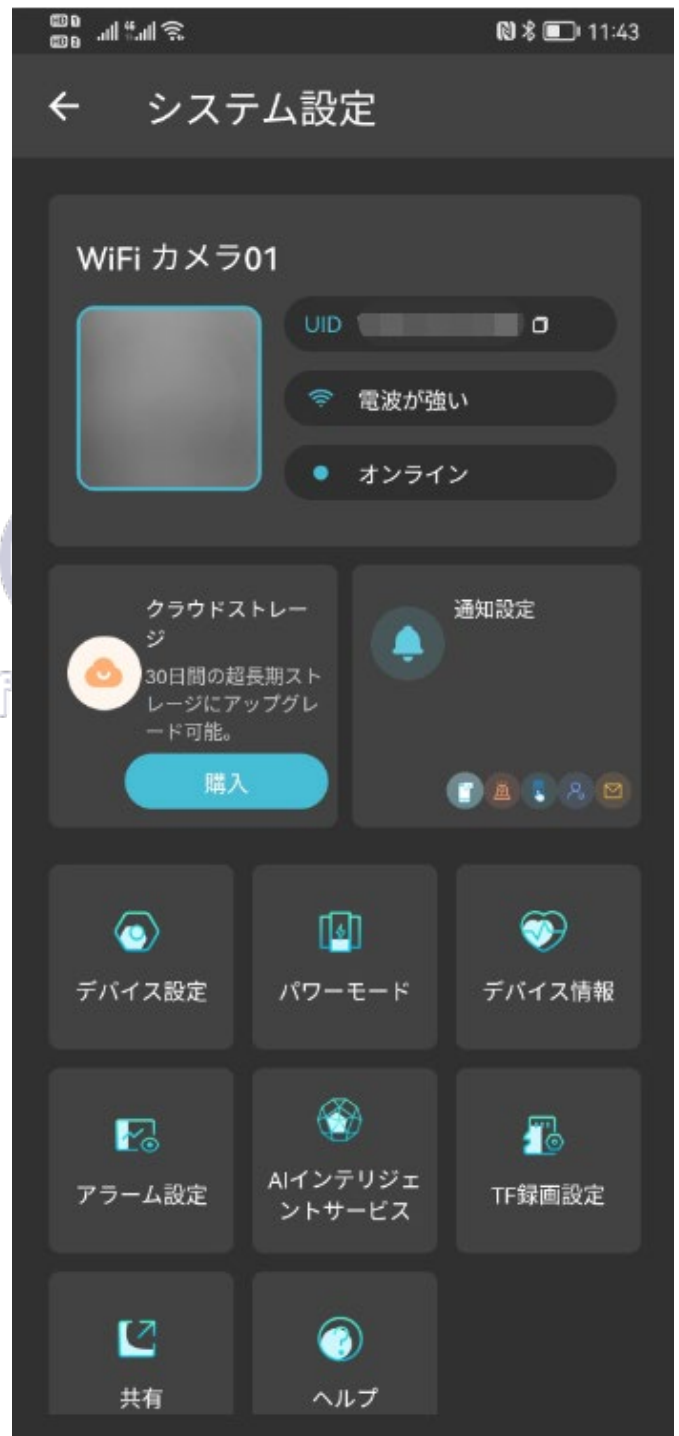 11:43
システム設定
WiFi カメラ01
UID
電波が強い
オンライン
クラウドストレー
ジ
30日間の超長期スト
レージにアップグレ
ード可能。
購入
通知設定
デバイス設定
パワーモード
デバイス情報
アラーム設定
AIインテリジェ
ントサービス
TF録画設定
共有
ヘルプ